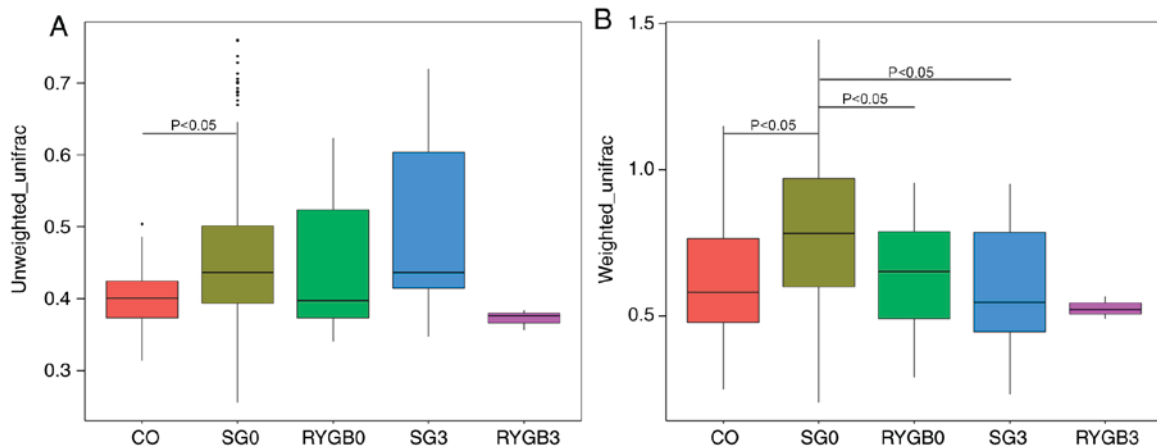 A
Unweighted_unifrac
0.7
0.6
0.5
0.4
0.3
P<0.05
CO SG0 RYGB0 SG3 RYGB3
B
Weighted_unifrac
1.5
1.0
0.5
P<0.05
P<0.05
P<0.05
CO SG0 RYGB0 SG3 RYGB3